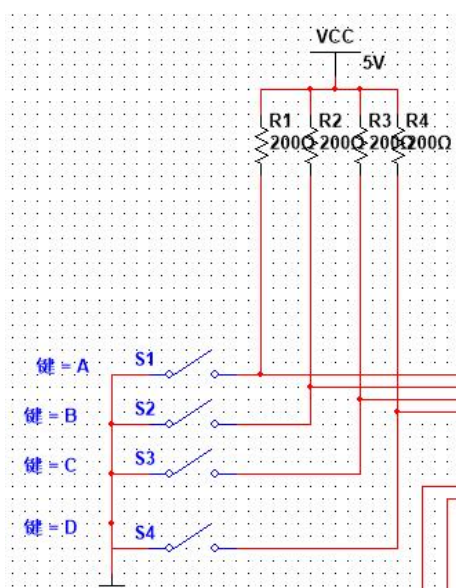 VCC
5V
R1 R2 R3 R4
200Ω 200Ω 200Ω 200Ω
键 = A
S1
键 = B
S2
键 = C
S3
键 = D
S4